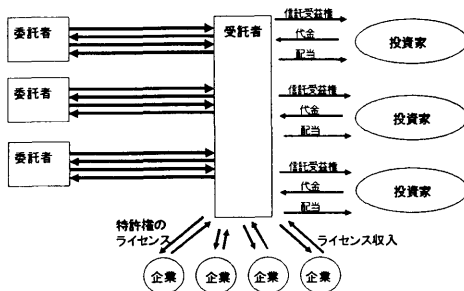 委託者
委託者
委託者
受託者
信託受益権
代金
配当
投資家
信託受益権
代金
配当
投資家
信託受益権
代金
配当
投資家
特許権の
ライセンス
ライセンス収入
企業
企業
企業
企業